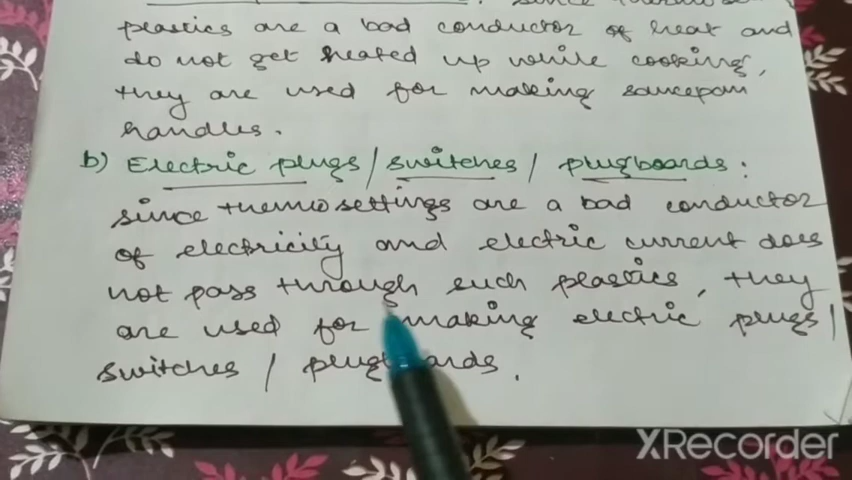 plastics are a bad conductor of heat and
do not get heated up while cooking,
they are used for making saucepan
handles.
b) Electric plugs / switches / plugboards :
since thermosettings are a bad conductor
of electricity and electric current does
not pass through such plastics, they
are used for making electric plugs /
switches / plugboards.
XRecorder